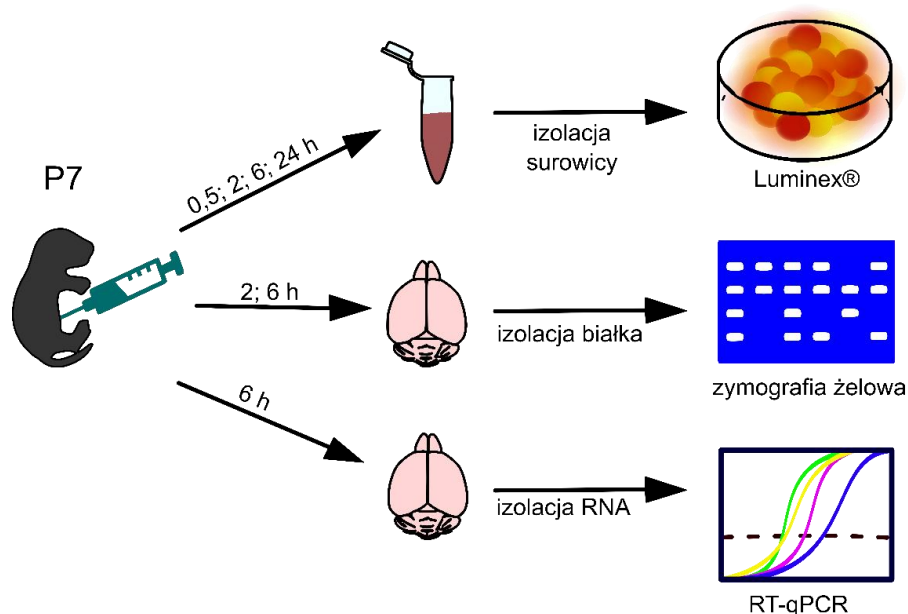 P7
0,5; 2; 6; 24 h
izolacja
surowicy
Luminex®
2; 6 h
izolacja białka
zymografia żelowa
6 h
izolacja RNA
RT-qPCR